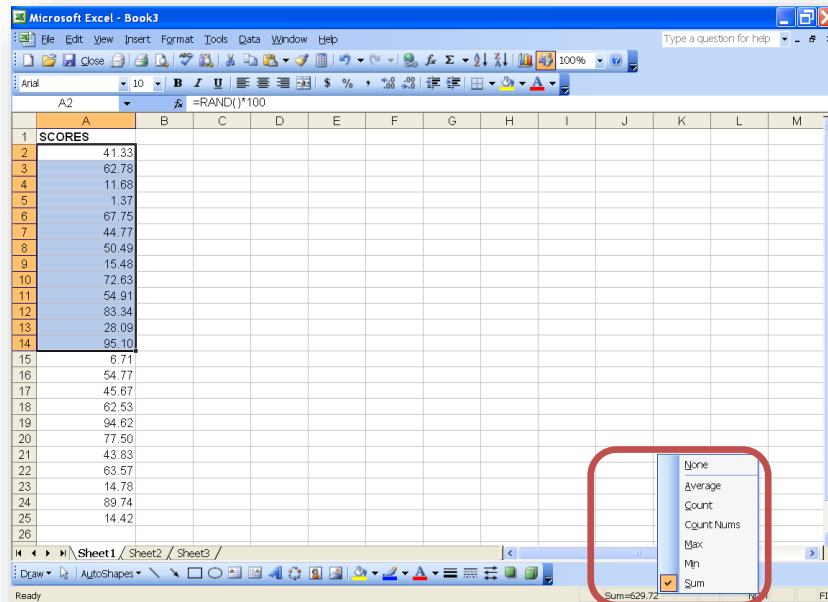 Microsoft Excel - Book3
File Edit View Insert Format Tools Data Window Help Type a question for help
Close 100%
Arial 10 B I U $ % ,
A2 fx =RAND()*100
A B C D E F G H I J K L M
1 SCORES
2 41.33
3 62.78
4 11.68
5 1.37
6 67.75
7 44.77
8 50.49
9 15.48
10 72.63
11 54.91
12 83.34
13 28.09
14 95.10
15 6.71
16 54.77
17 45.67
18 62.53
19 94.62
20 77.50
21 43.83
22 63.57
23 14.78
24 89.74
25 14.42
26
None
Average
Count
Count Nums
Max
Min
Sum
Sheet1 Sheet2 Sheet3
Draw AutoShapes
Ready Sum=629.72